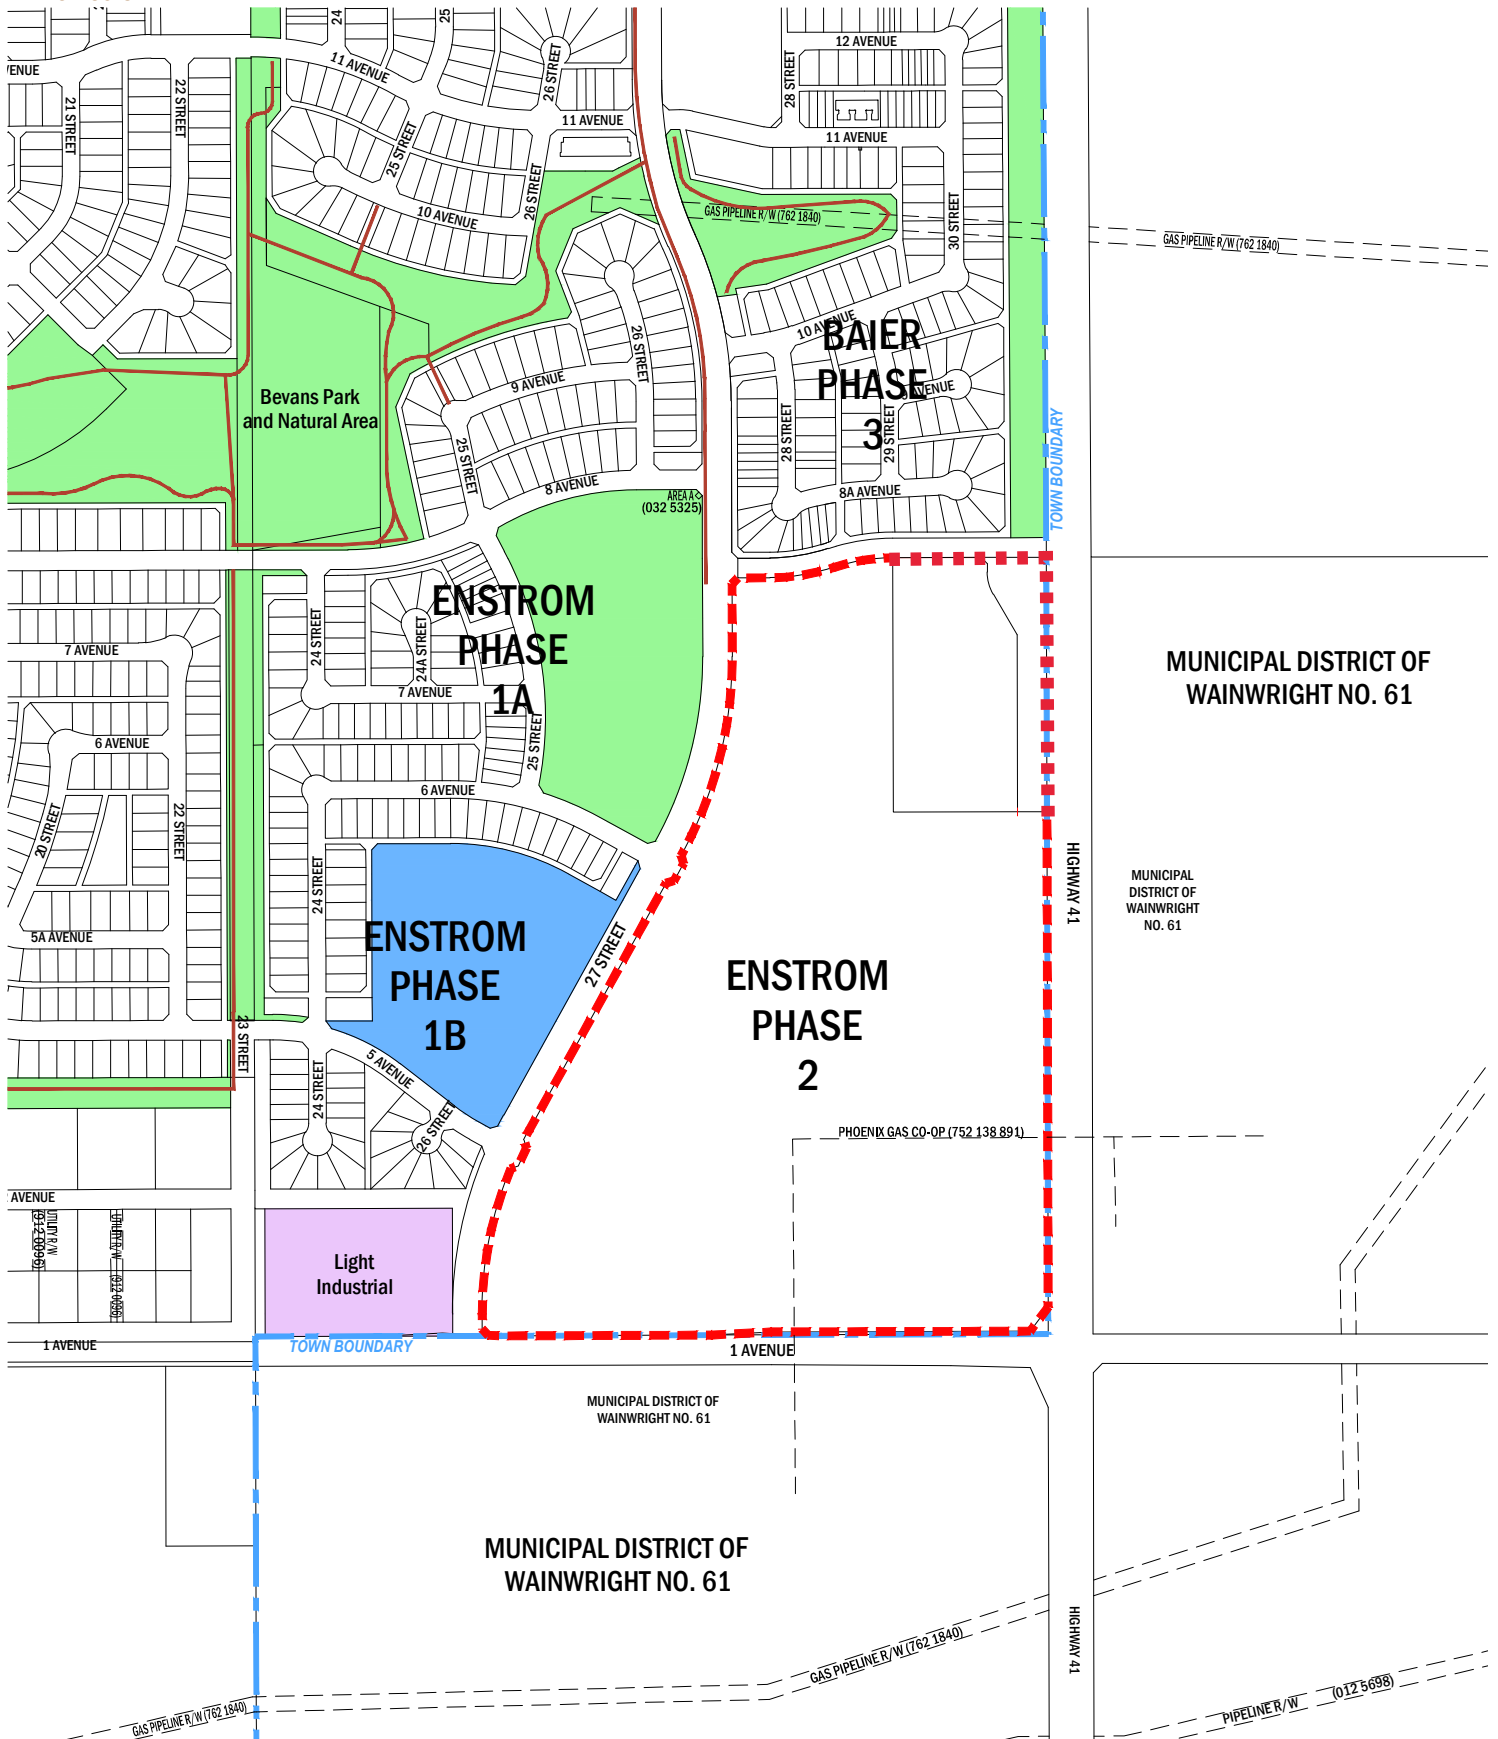 24
25
12 AVENUE
VENUE
11 AVENUE
26 STREET
28 STREET
22 STREET
21 STREET
11 AVENUE
11 AVENUE
25 STREET
26 STREET
10 AVENUE
GAS PIPELINE R/W (762 1840)
30 STREET
GAS PIPELINE R/W (762 1840)
10 AVENUE
BAIER
PHASE
3
26 STREET
9 AVENUE
AVENUE
Bevans Park
and Natural Area
28 STREET
29 STREET
25 STREET
TOWN BOUNDARY
8 AVENUE
8A AVENUE
AREA A
(032 5325)
ENSTROM
PHASE
1A
24 STREET
24A STREET
7 AVENUE
7 AVENUE
MUNICIPAL DISTRICT OF
WAINWRIGHT NO. 61
25 STREET
6 AVENUE
6 AVENUE
20 STREET
22 STREET
24 STREET
HIGHWAY 41
MUNICIPAL
DISTRICT OF
WAINWRIGHT
NO. 61
5A AVENUE
ENSTROM
PHASE
1B
27 STREET
ENSTROM
PHASE
2
23 STREET
5 AVENUE
24 STREET
26 STREET
PHOENIX GAS CO-OP (752 138 891)
AVENUE
UTILITY R/W
(912 0096)
UTILITY R/W (912 0096)
Light
Industrial
1 AVENUE
TOWN BOUNDARY
1 AVENUE
MUNICIPAL DISTRICT OF
WAINWRIGHT NO. 61
MUNICIPAL DISTRICT OF
WAINWRIGHT NO. 61
HIGHWAY 41
GAS PIPELINE R/W (762 1840)
GAS PIPELINE R/W (762 1840)
PIPELINE R/W (012 5698)